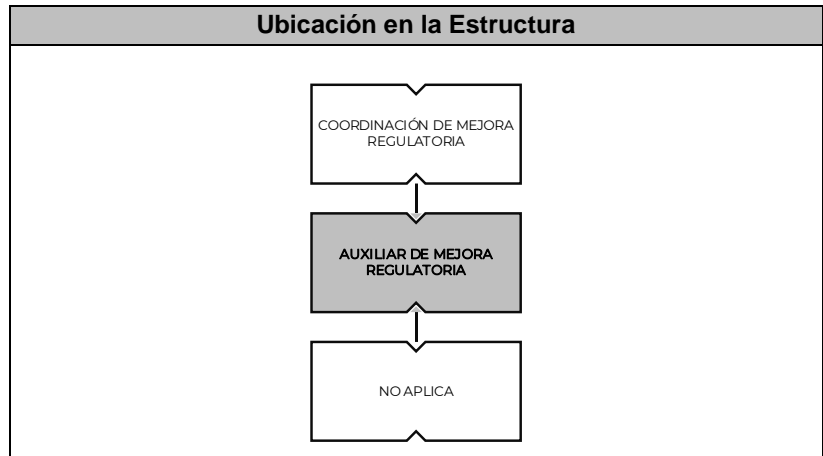 Ubicación en la Estructura
COORDINACIÓN DE MEJORA
REGULATORIA
AUXILIAR DE MEJORA
REGULATORIA
NO APLICA